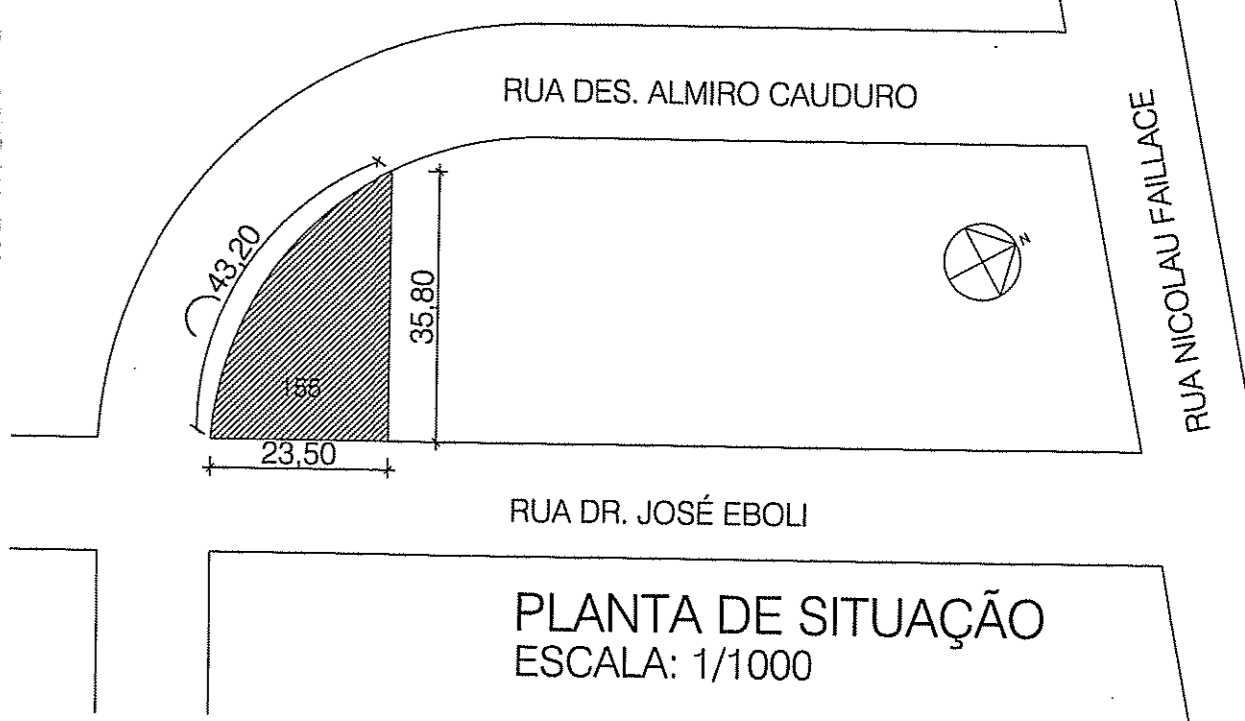 RUA DES. ALMIRO CAUDURO
RUA NICOLAU FAILLACE
N
43,20
35,80
155
23,50
RUA DR. JOSÉ EBOLI
PLANTA DE SITUAÇÃO
ESCALA: 1/1000